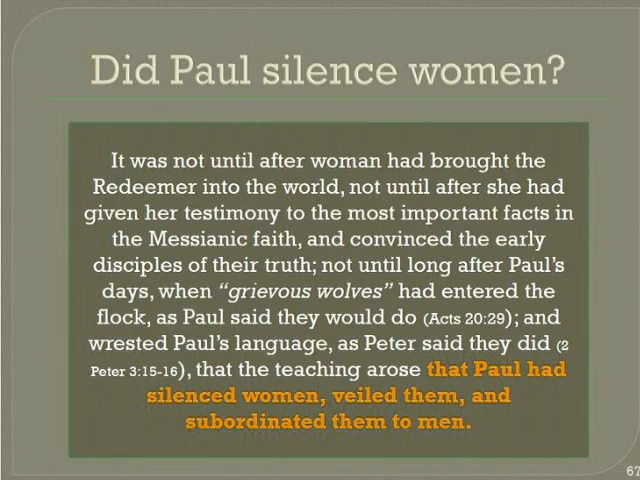 Did Paul silence women?
It was not until after woman had brought the
Redeemer into the world, not until after she had
given her testimony to the most important facts in
the Messianic faith, and convinced the early
disciples of their truth; not until long after Paul's
days, when “grievous wolves” had entered the
flock, as Paul said they would do (Acts 20:29); and
wrested Paul's language, as Peter said they did (2
Peter 3:15-16), that the teaching arose that Paul had
silenced women, veiled them, and
subordinated them to men.
67